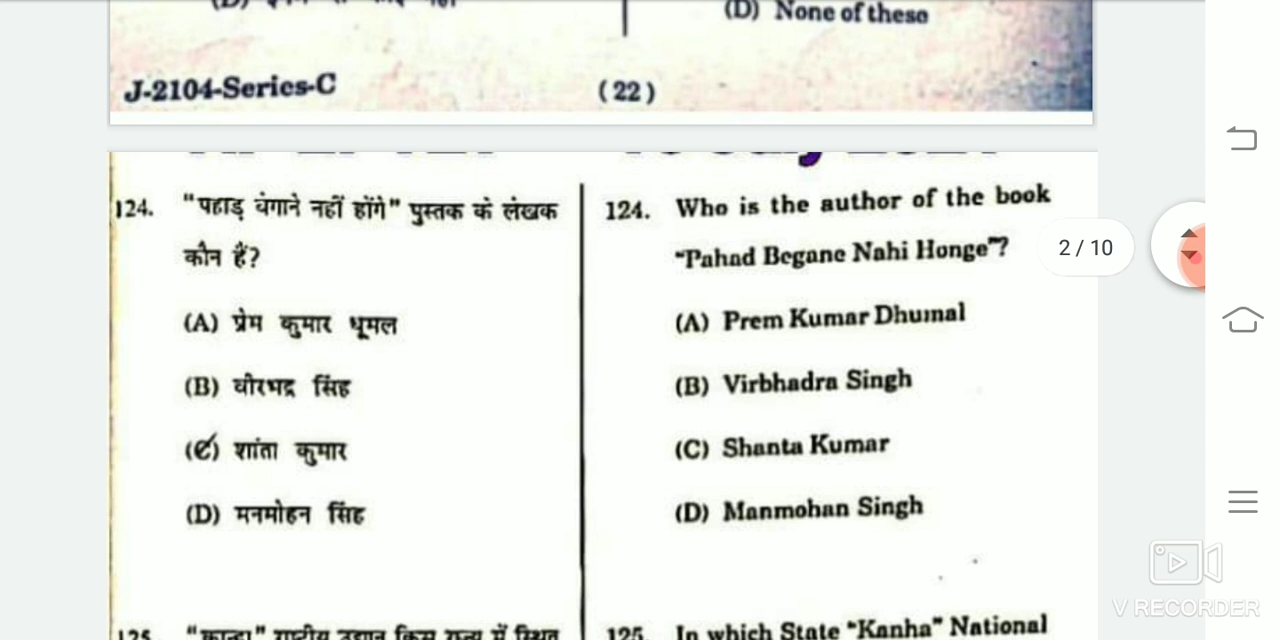 (D) None of these
J-2104-Series-C
(22)
124. "पहाड़ बेगाने नहीं होंगे" पुस्तक के लेखक
कौन हैं?
(A) प्रेम कुमार धूमल
(B) वीरभद्र सिंह
(C) शांता कुमार
(D) मनमोहन सिंह
124. Who is the author of the book
"Pahad Begane Nahi Honge"?
(A) Prem Kumar Dhumal
(B) Virbhadra Singh
(C) Shanta Kumar
(D) Manmohan Singh
2 / 10
125. "कान्हा" राष्ट्रीय उद्यान किस राज्य में स्थित
125. In which State "Kanha" National
V RECORDER